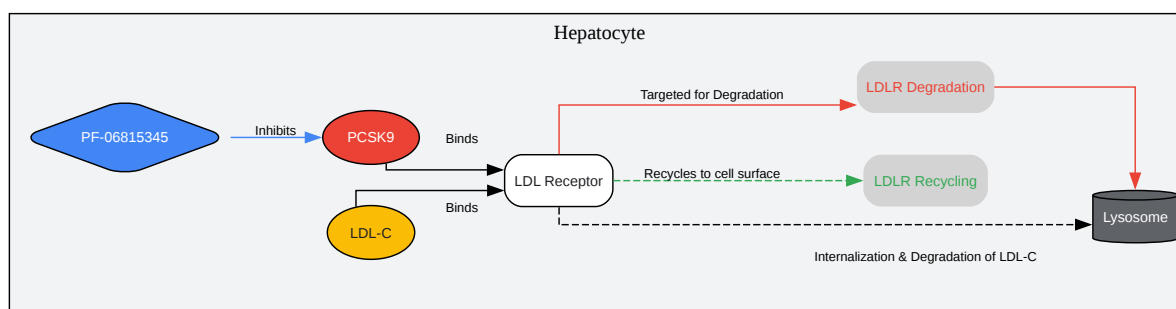 Hepatocyte
PF-06815345
Inhibits
PCSK9
Binds
LDL-C
Binds
LDL Receptor
Targeted for Degradation
LDLR Degradation
Recycles to cell surface
LDLR Recycling
Internalization & Degradation of LDL-C
Lysosome